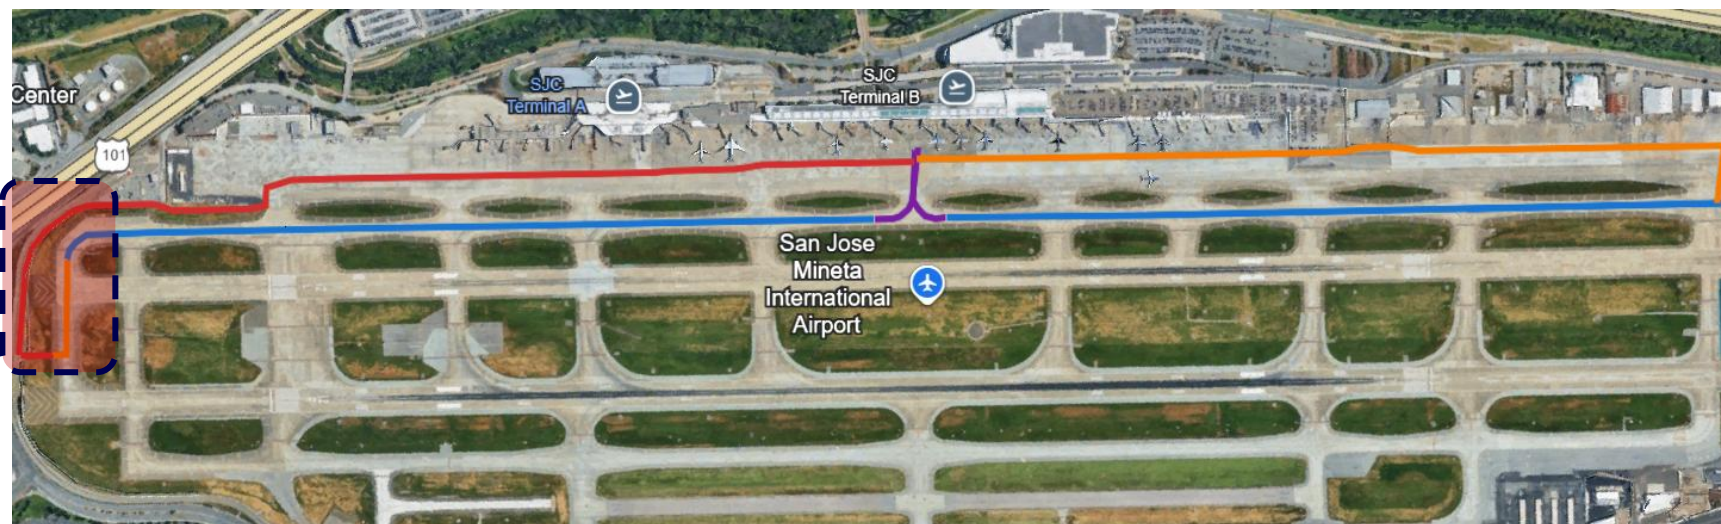 Center
101
SJC
Terminal A
SJC
Terminal B
San Jose
Mineta
International
Airport